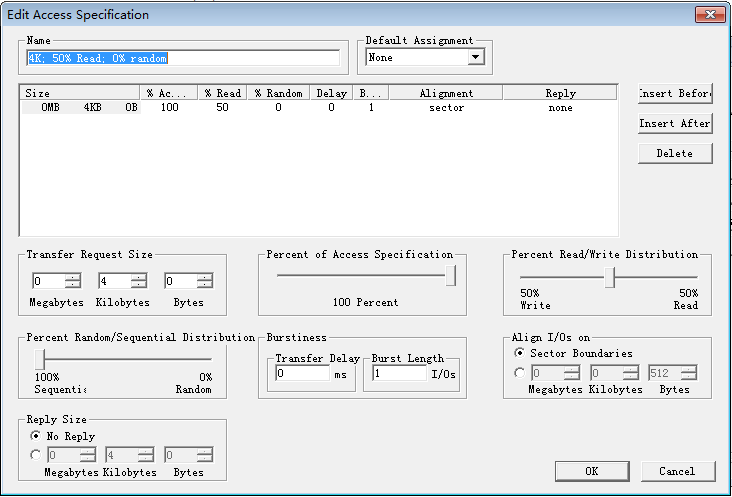 Edit Access Specification
Name
Default Assignment
4K; 50% Read; 0% random
None
Size % Ac... % Read % Random Delay B... Alignment Reply
0MB 4KB 0B 100 50 0 0 1 sector none
Insert Before
Insert After
Delete
Transfer Request Size
Percent of Access Specification
Percent Read/Write Distribution
0 4 0
Megabytes Kilobytes Bytes
100 Percent
50% 50%
Write Read
Percent Random/Sequential Distribution
Burstiness
Align I/Os on
100% 0%
Sequentia Random
Transfer Delay
0 ms
Burst Length
1 I/Os
Sector Boundaries
0 0 512
Megabytes Kilobytes Bytes
Reply Size
No Reply
0 4 0
Megabytes Kilobytes Bytes
OK Cancel